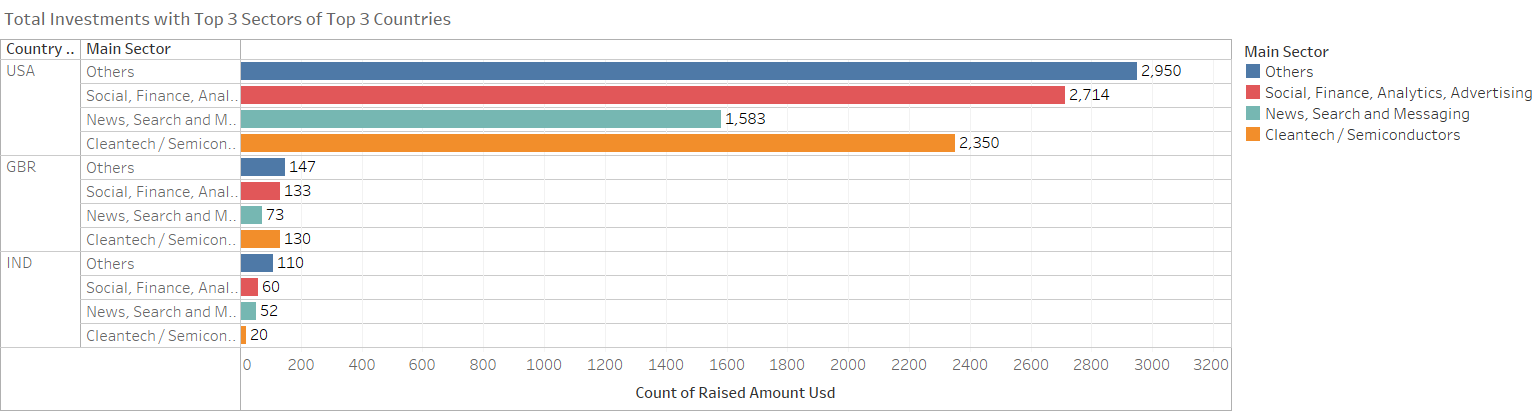 Total Investments with Top 3 Sectors of Top 3 Countries
Country .. Main Sector
USA Others 2,950
Social, Finance, Anal.. 2,714
News, Search and M.. 1,583
Cleantech / Semicon.. 2,350
GBR Others 147
Social, Finance, Anal.. 133
News, Search and M.. 73
Cleantech / Semicon.. 130
IND Others 110
Social, Finance, Anal.. 60
News, Search and M.. 52
Cleantech / Semicon.. 20
0 200 400 600 800 1000 1200 1400 1600 1800 2000 2200 2400 2600 2800 3000 3200
Count of Raised Amount Usd
Main Sector
Others
Social, Finance, Analytics, Advertising
News, Search and Messaging
Cleantech / Semiconductors